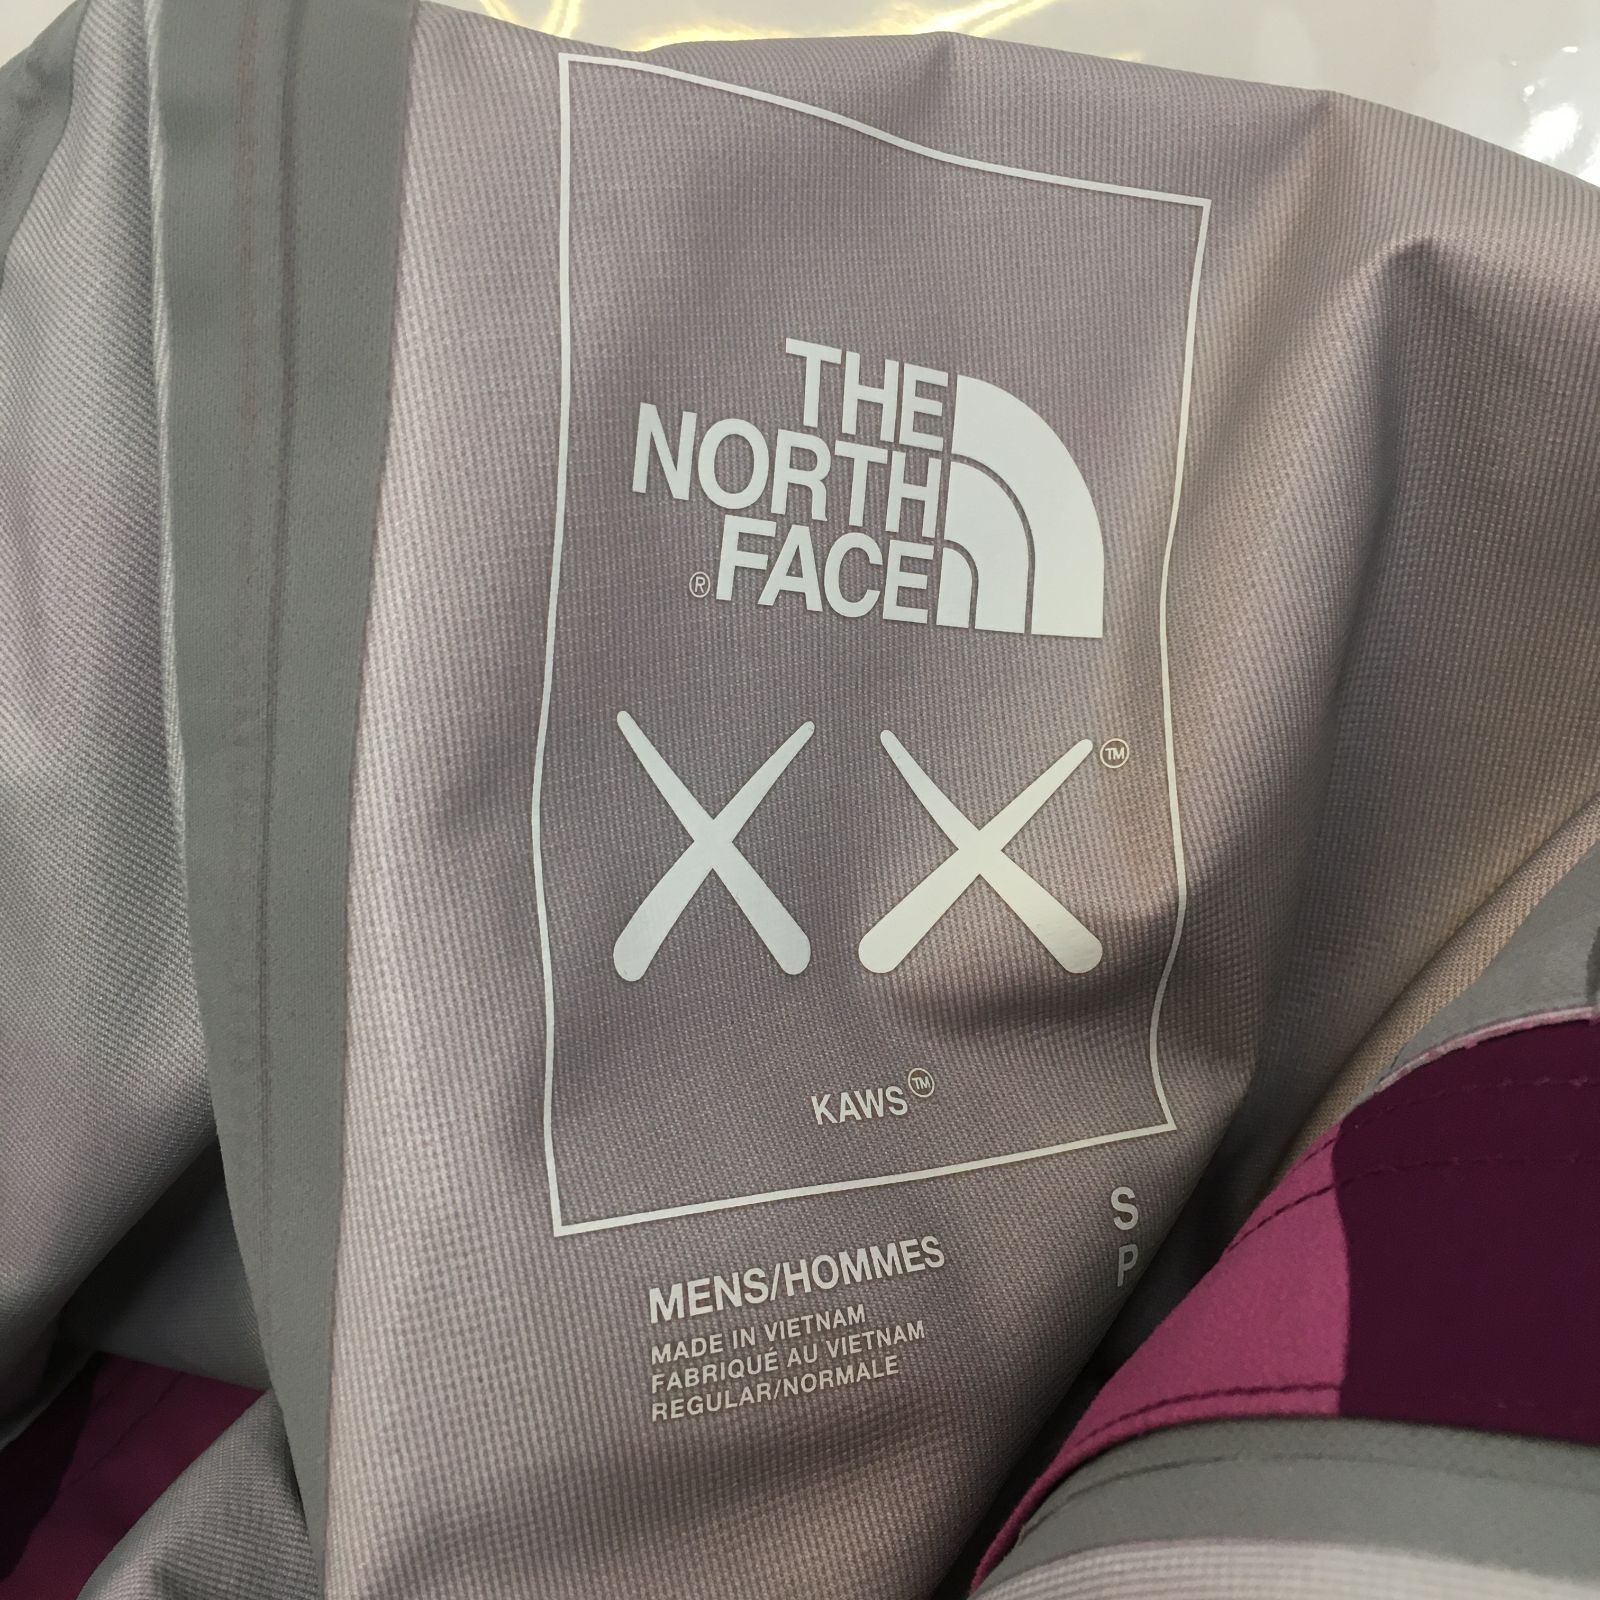 THE
NORTH
®FACE
XX™
KAWS™
S
P
MENS/HOMMES
MADE IN VIETNAM
FABRIQUÉ AU VIETNAM
REGULAR/NORMALE